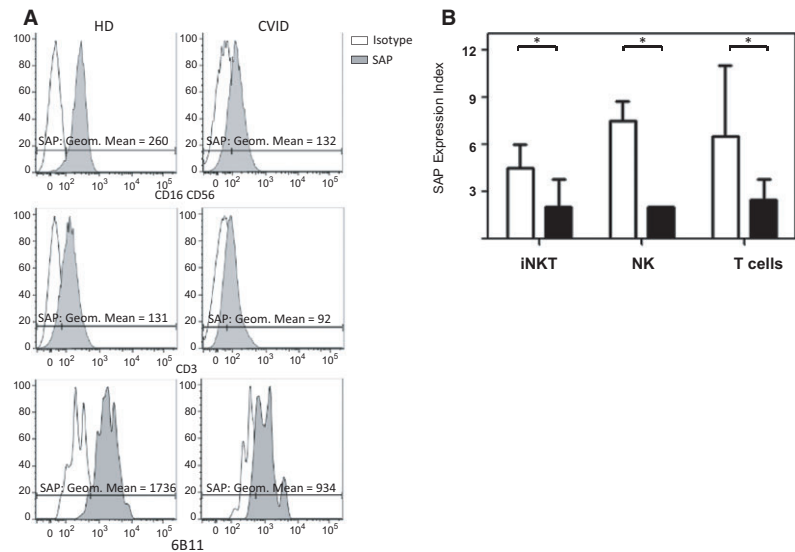 A
HD
CVID
Isotype
SAP
100
80
60
40
20
0
SAP: Geom. Mean = 260
0 10² 10³ 10⁴ 10⁵
100
80
60
40
20
0
SAP: Geom. Mean = 132
0 10² 10³ 10⁴ 10⁵
CD16 CD56
100
80
60
40
20
0
SAP: Geom. Mean = 131
0 10² 10³ 10⁴ 10⁵
100
80
60
40
20
0
SAP: Geom. Mean = 92
0 10² 10³ 10⁴ 10⁵
CD3
100
80
60
40
20
0
SAP: Geom. Mean = 1736
0 10² 10³ 10⁴ 10⁵
100
80
60
40
20
0
SAP: Geom. Mean = 934
0 10² 10³ 10⁴ 10⁵
6B11
B
SAP Expression Index
12
9
6
3
* * *
iNKT NK T cells